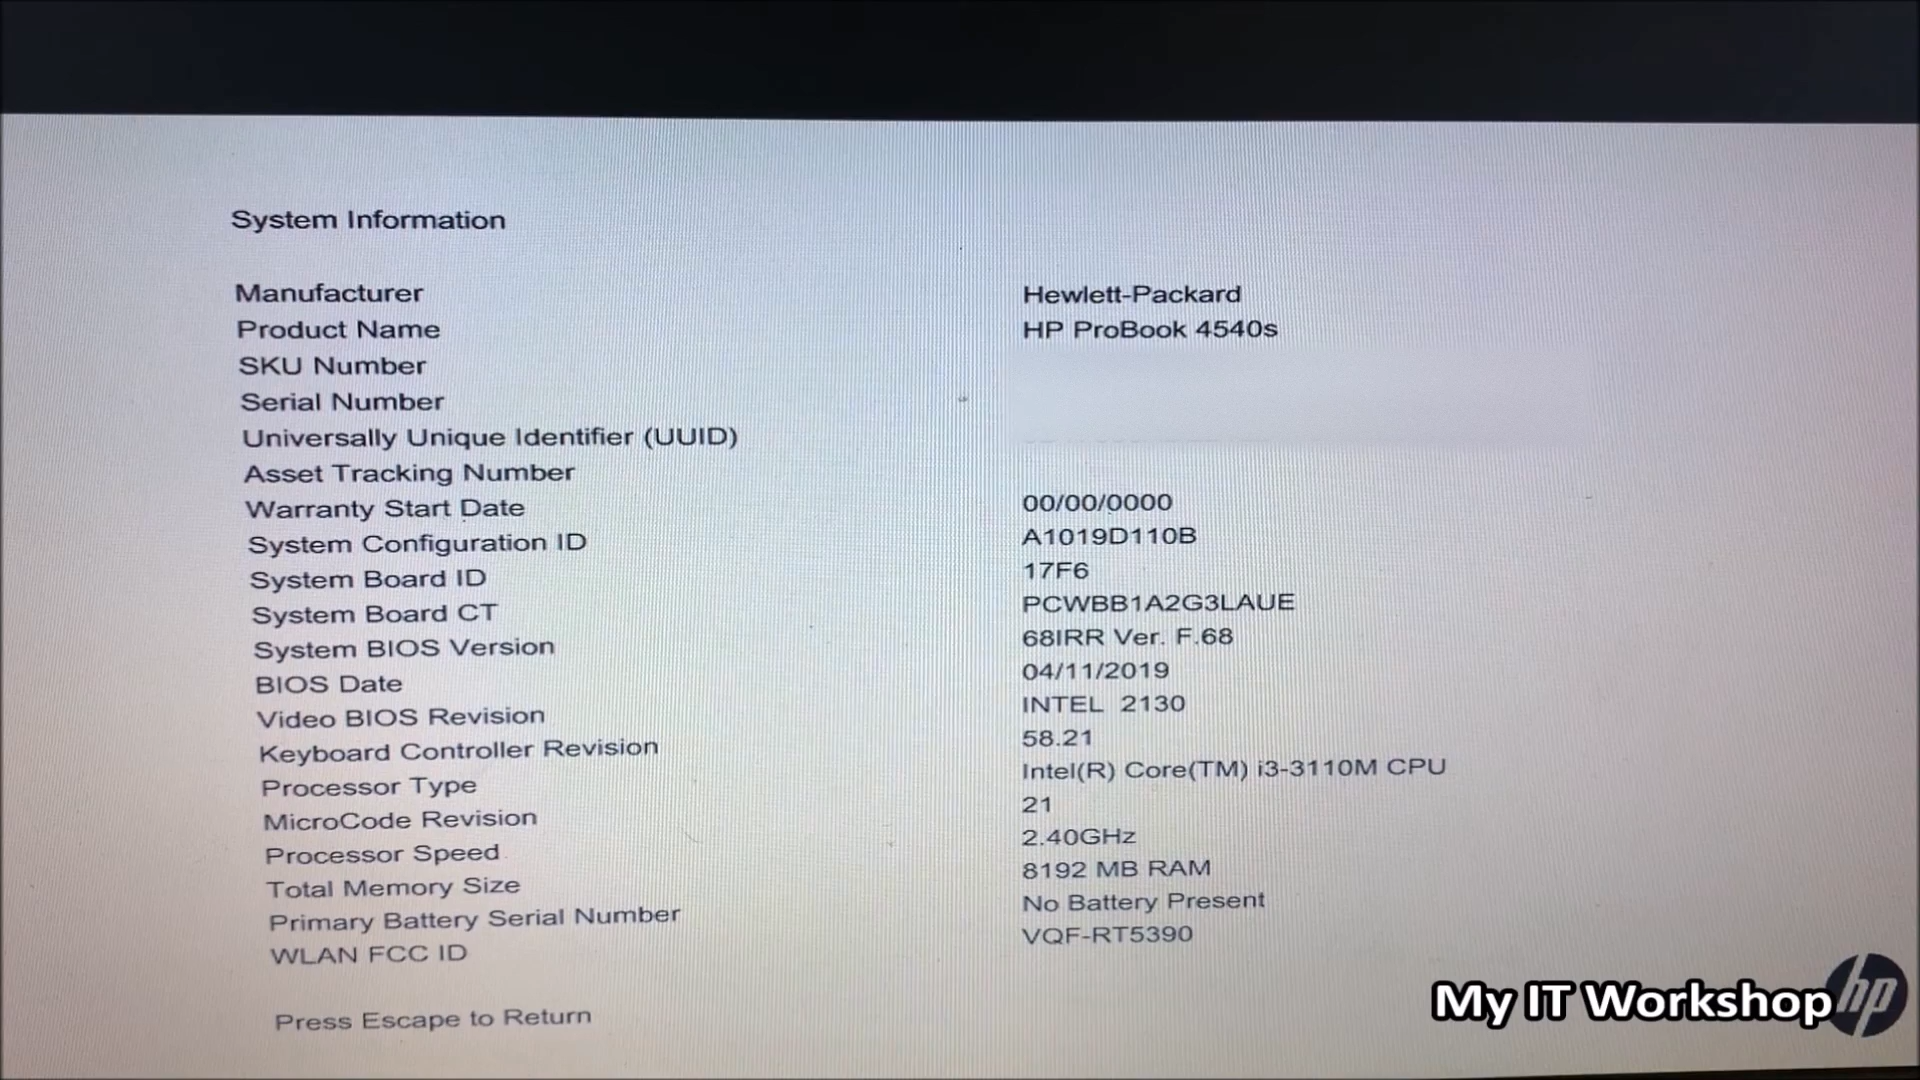 System Information
Manufacturer Hewlett-Packard
Product Name HP ProBook 4540s
SKU Number
Serial Number
Universally Unique Identifier (UUID)
Asset Tracking Number
Warranty Start Date 00/00/0000
System Configuration ID A1019D110B
System Board ID 17F6
System Board CT PCWBB1A2G3LAUE
System BIOS Version 68IRR Ver. F.68
BIOS Date 04/11/2019
Video BIOS Revision INTEL 2130
Keyboard Controller Revision 58.21
Processor Type Intel(R) Core(TM) i3-3110M CPU
MicroCode Revision 21
Processor Speed 2.40GHz
Total Memory Size 8192 MB RAM
Primary Battery Serial Number No Battery Present
WLAN FCC ID VQF-RT5390
Press Escape to Return
My IT Workshop
hp